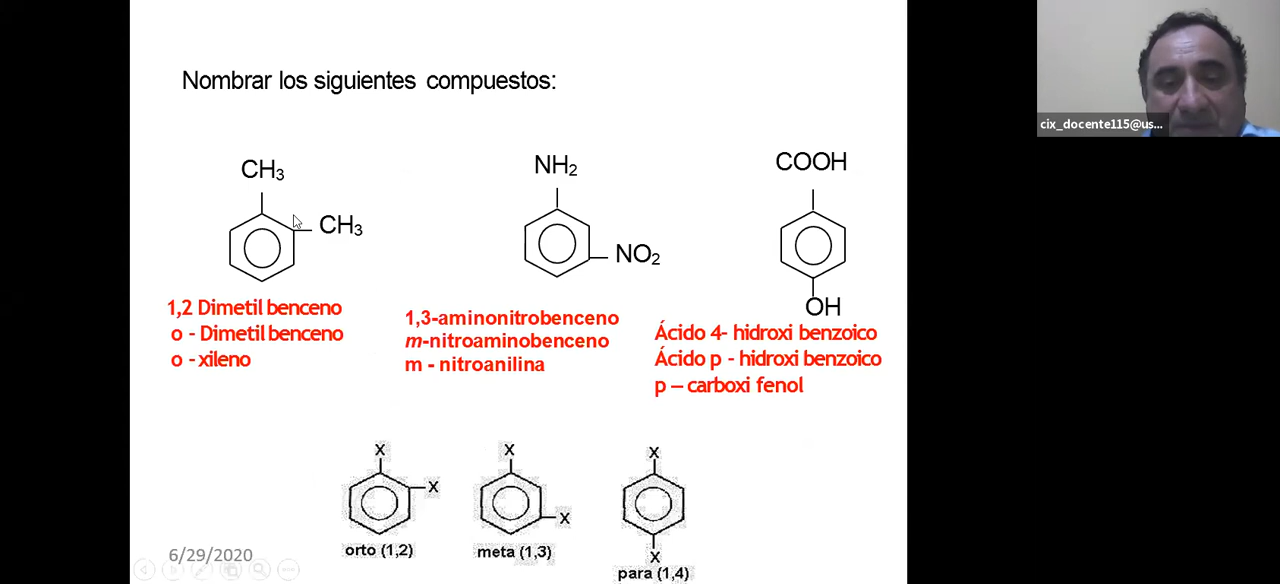 Nombrar los siguientes compuestos:
cix_docente115@us...
CH3
CH3
1,2 Dimetil benceno
o - Dimetil benceno
o - xileno
NH2
NO2
1,3-aminonitrobenceno
m-nitroaminobenceno
m - nitroanilina
COOH
OH
Ácido 4- hidroxi benzoico
Ácido p - hidroxi benzoico
p – carboxi fenol
X
X
orto (1,2)
X
X
meta (1,3)
X
X
para (1,4)
6/29/2020